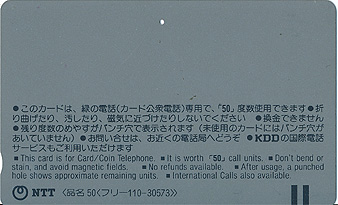 ●このカードは、緑の電話(カード公衆電話)専用で、「50」度数使用できます●折
り曲げたり、汚したり、磁気に近づけたりしないでください　●換金できません
●残り度数のめやすがパンチ穴で表示されます(未使用のカードにはパンチ穴が
あいていません)　●お問い合せは、お近くの電話局へどうぞ　●KDDの国際電話
サービスもご利用いただけます
■This card is for Card/Coin Telephone. ■It is worth「50」call units. ■Don't bend or
stain, and avoid magnetic fields. ■No refunds available. ■After usage, a punched
hole shows approximate remaining units. ■International Calls also available.
NTT 〈品名 50〈フリー110-30573〉